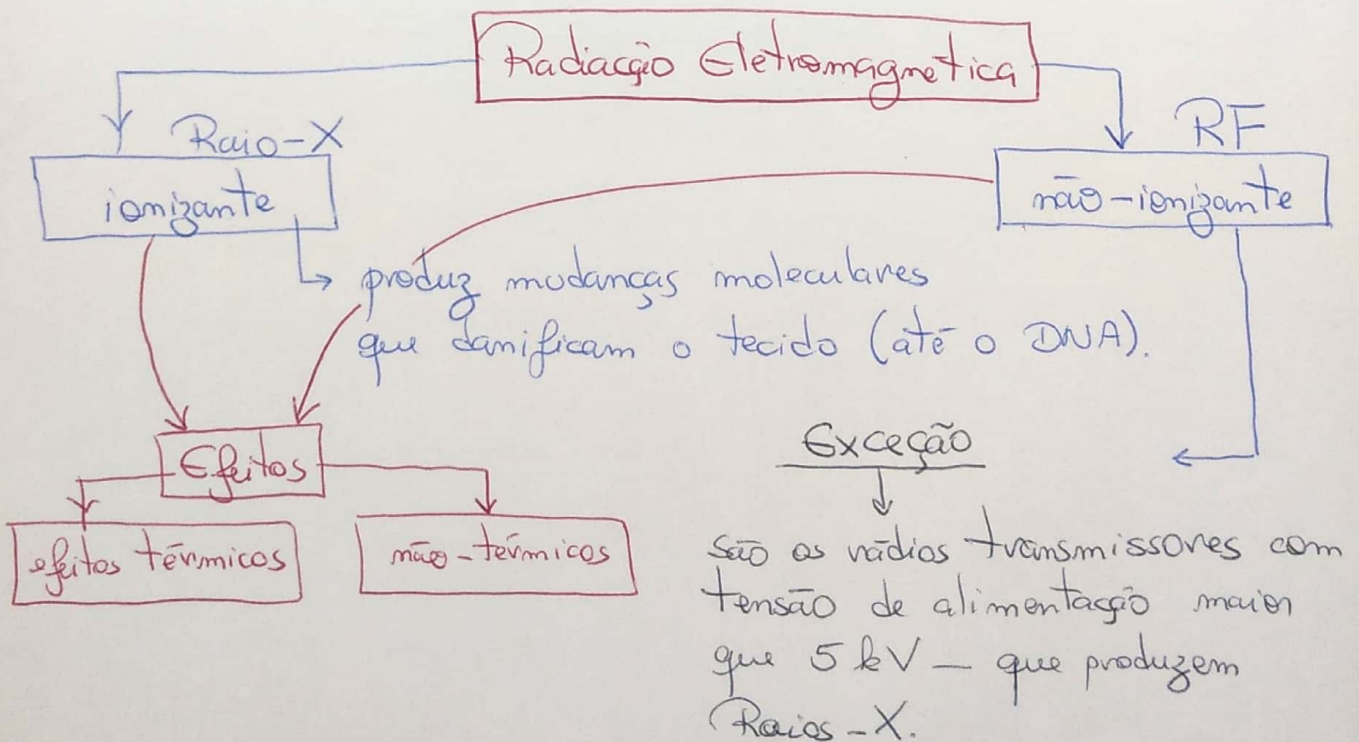 Radiação Eletromagnética
Raio-X
RF
ionizante
não-ionizante
produz mudanças moleculares
que danificam o tecido (até o DNA).
Efeitos
efeitos térmicos
não-térmicos
Exceção
são os rádios transmissores com
tensão de alimentação maior
que 5 kV - que produzem
Raios-X.